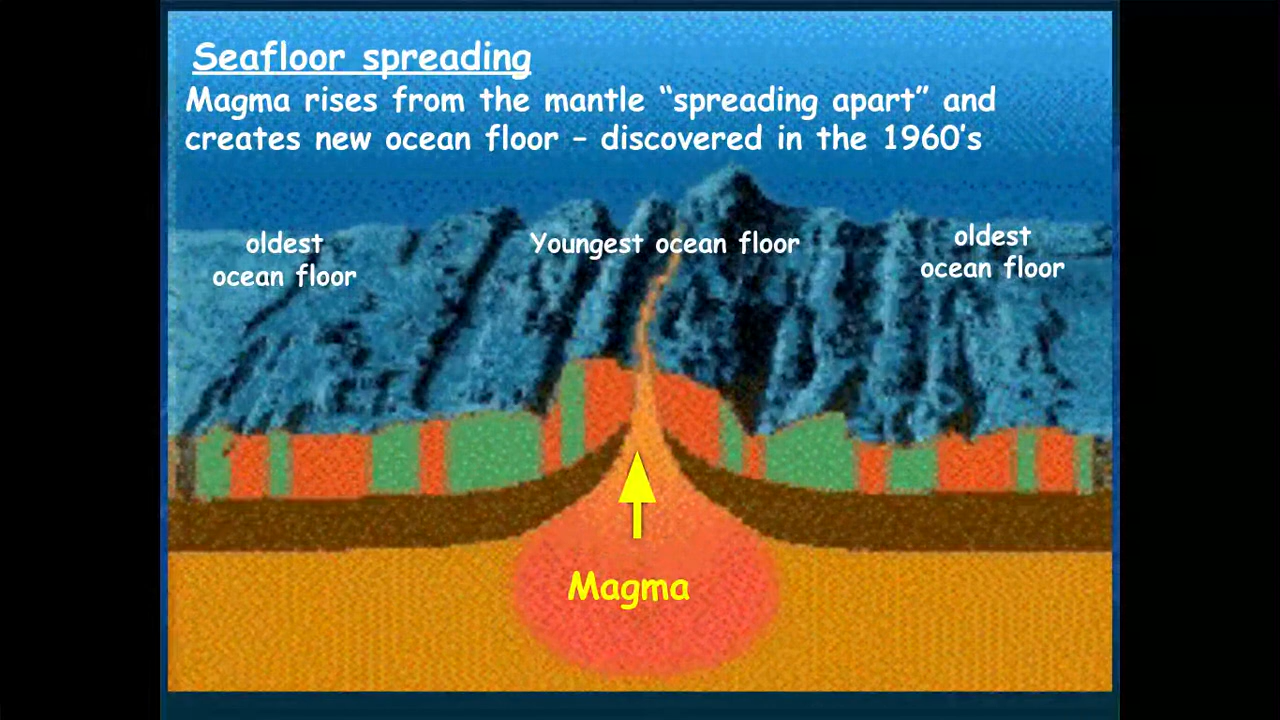 Seafloor spreading
Magma rises from the mantle “spreading apart” and
creates new ocean floor – discovered in the 1960’s
oldest
ocean floor
Youngest ocean floor
oldest
ocean floor
Magma